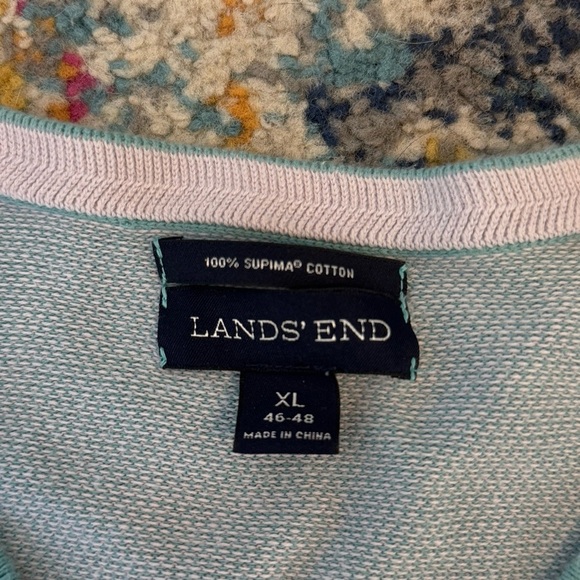 100% SUPIMA® COTTON
LANDS' END
XL
46-48
MADE IN CHINA